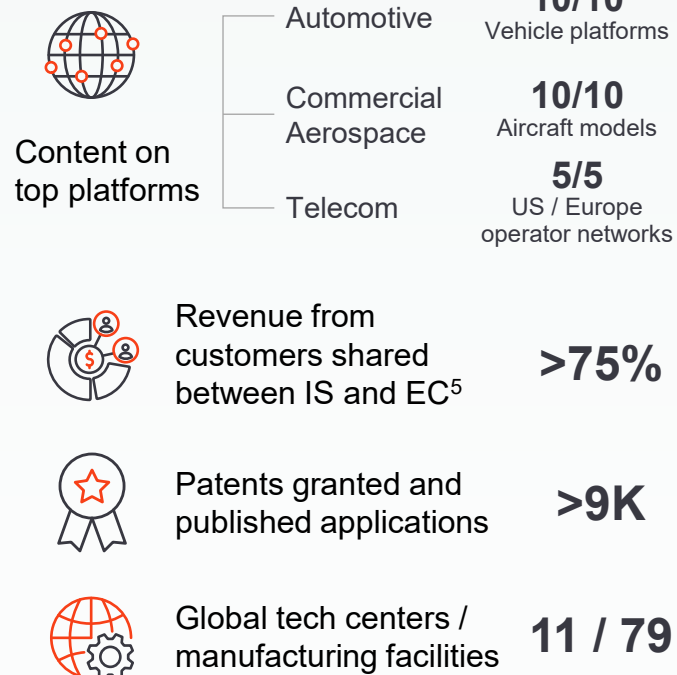 Automotive
10/10
Vehicle platforms
Commercial
Aerospace
10/10
Aircraft models
Content on
top platforms
Telecom
5/5
US / Europe
operator networks
Revenue from
customers shared
between IS and EC⁵
>75%
$
Patents granted and
published applications
>9K
Global tech centers /
manufacturing facilities
11 / 79